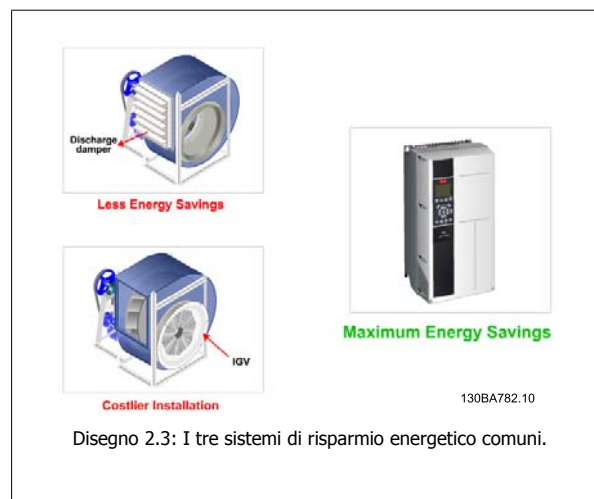 Discharge
damper
Less Energy Savings
IGV
Costlier Installation
Maximum Energy Savings
130BA782.10
Disegno 2.3: I tre sistemi di risparmio energetico comuni.